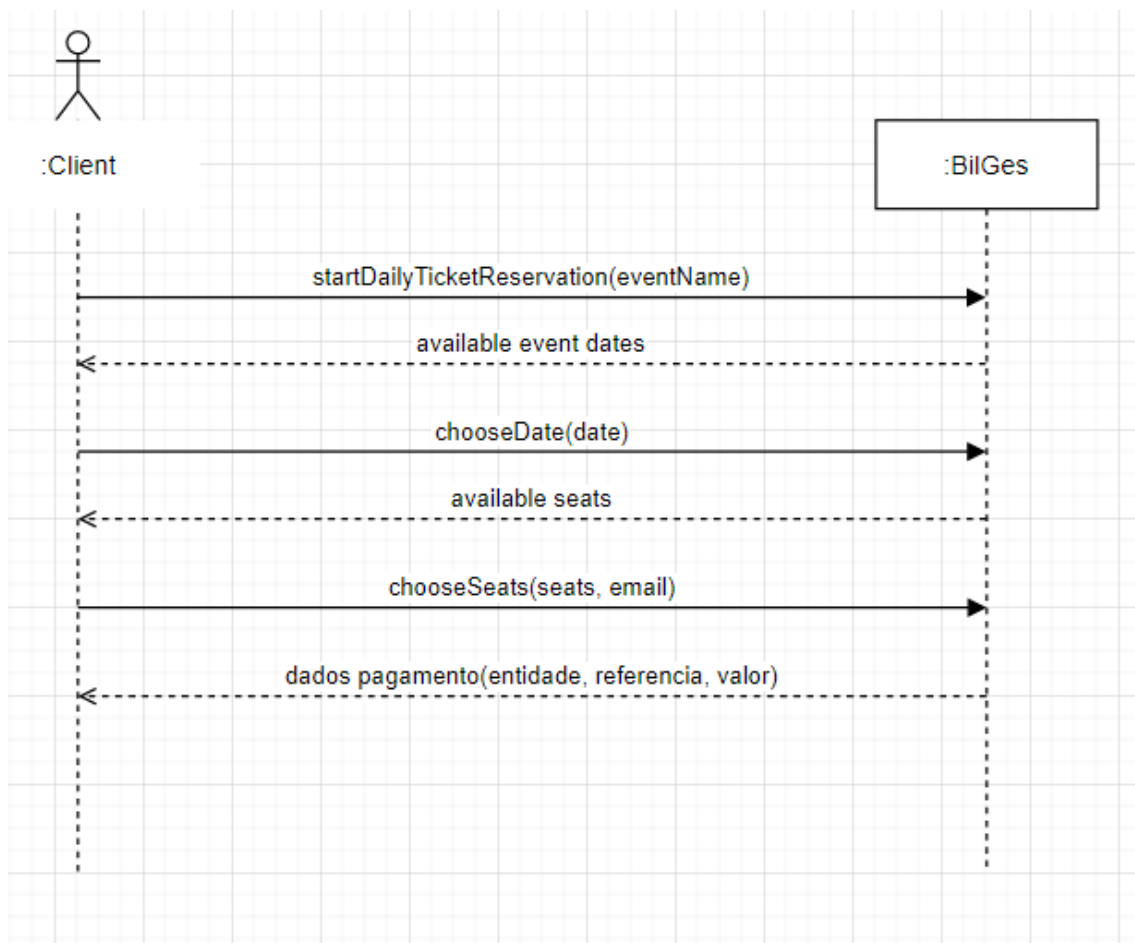 :Client
:BilGes
startDailyTicketReservation(eventName)
available event dates
chooseDate(date)
available seats
chooseSeats(seats, email)
dados pagamento(entidade, referencia, valor)